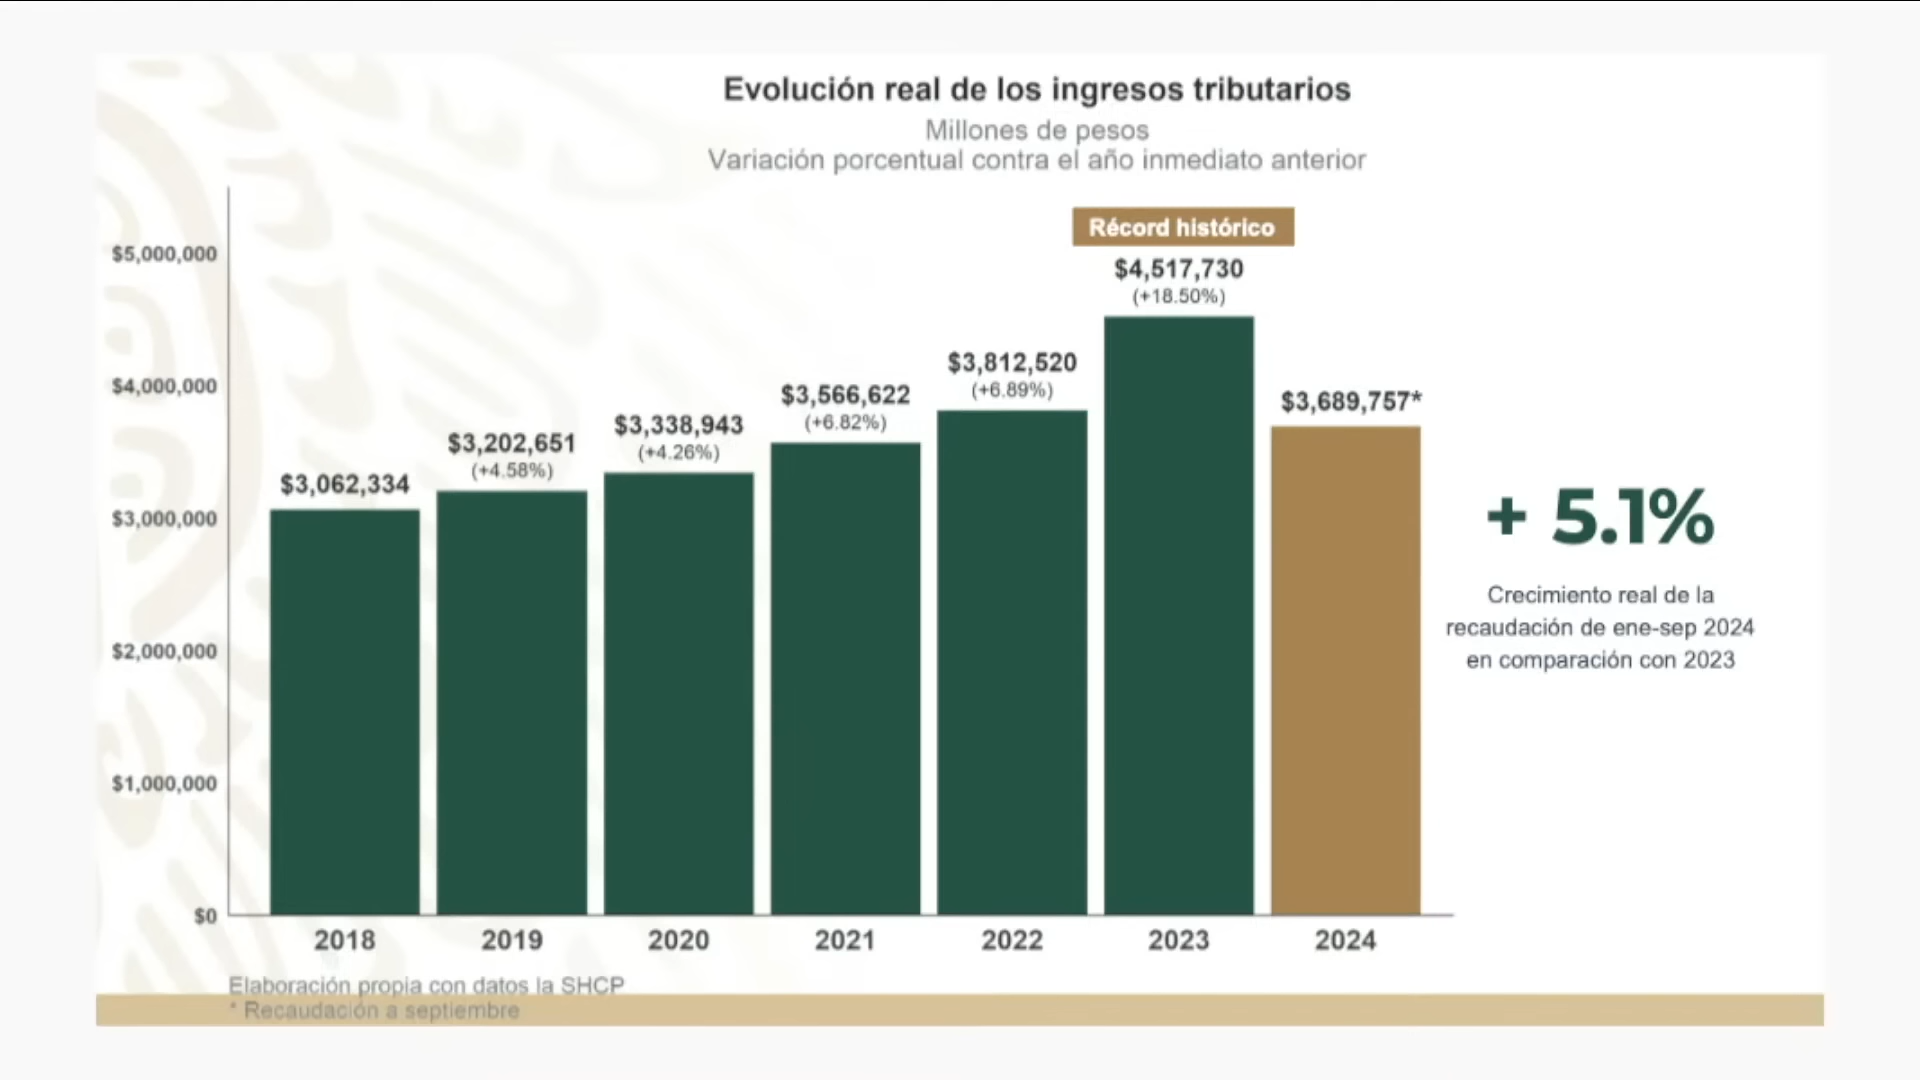 Evolución real de los ingresos tributarios
Millones de pesos
Variación porcentual contra el año inmediato anterior
Récord histórico
$5,000,000
$4,000,000
$3,000,000
$2,000,000
$1,000,000
$0
$3,062,334
$3,202,651
(+4.58%)
$3,338,943
(+4.26%)
$3,566,622
(+6.82%)
$3,812,520
(+6.89%)
$4,517,730
(+18.50%)
$3,689,757*
2018 2019 2020 2021 2022 2023 2024
+ 5.1%
Crecimiento real de la
recaudación de ene-sep 2024
en comparación con 2023
Elaboración propia con datos la SHCP
* Recaudación a septiembre